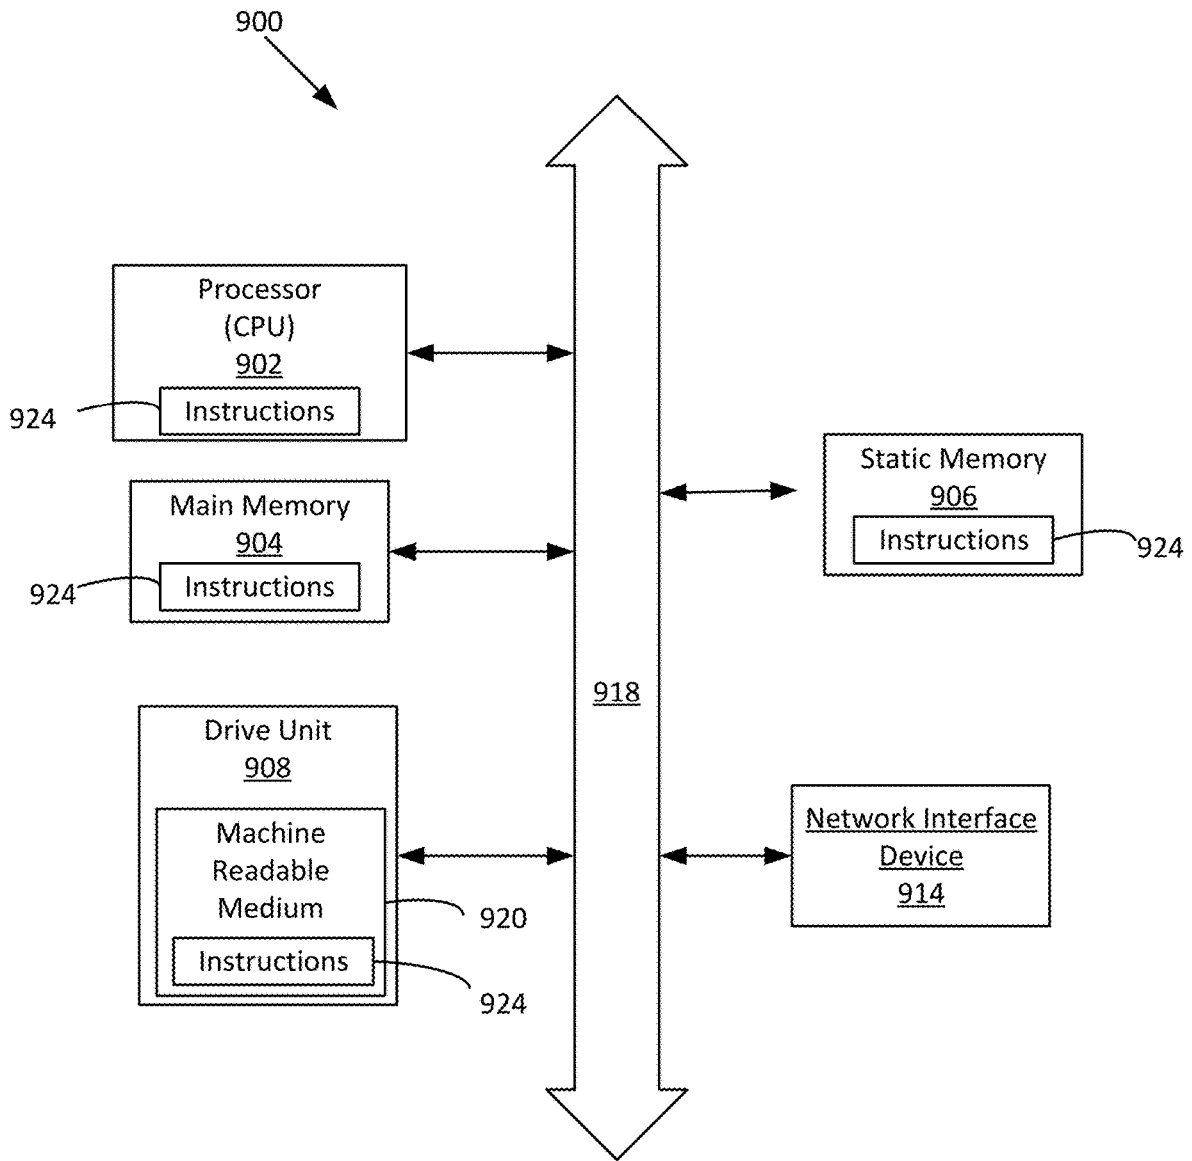 900
Processor
(CPU)
902
Instructions
924
Main Memory
904
Instructions
924
Static Memory
906
Instructions
924
918
Drive Unit
908
Machine
Readable
Medium
920
Instructions
924
Network Interface
Device
914